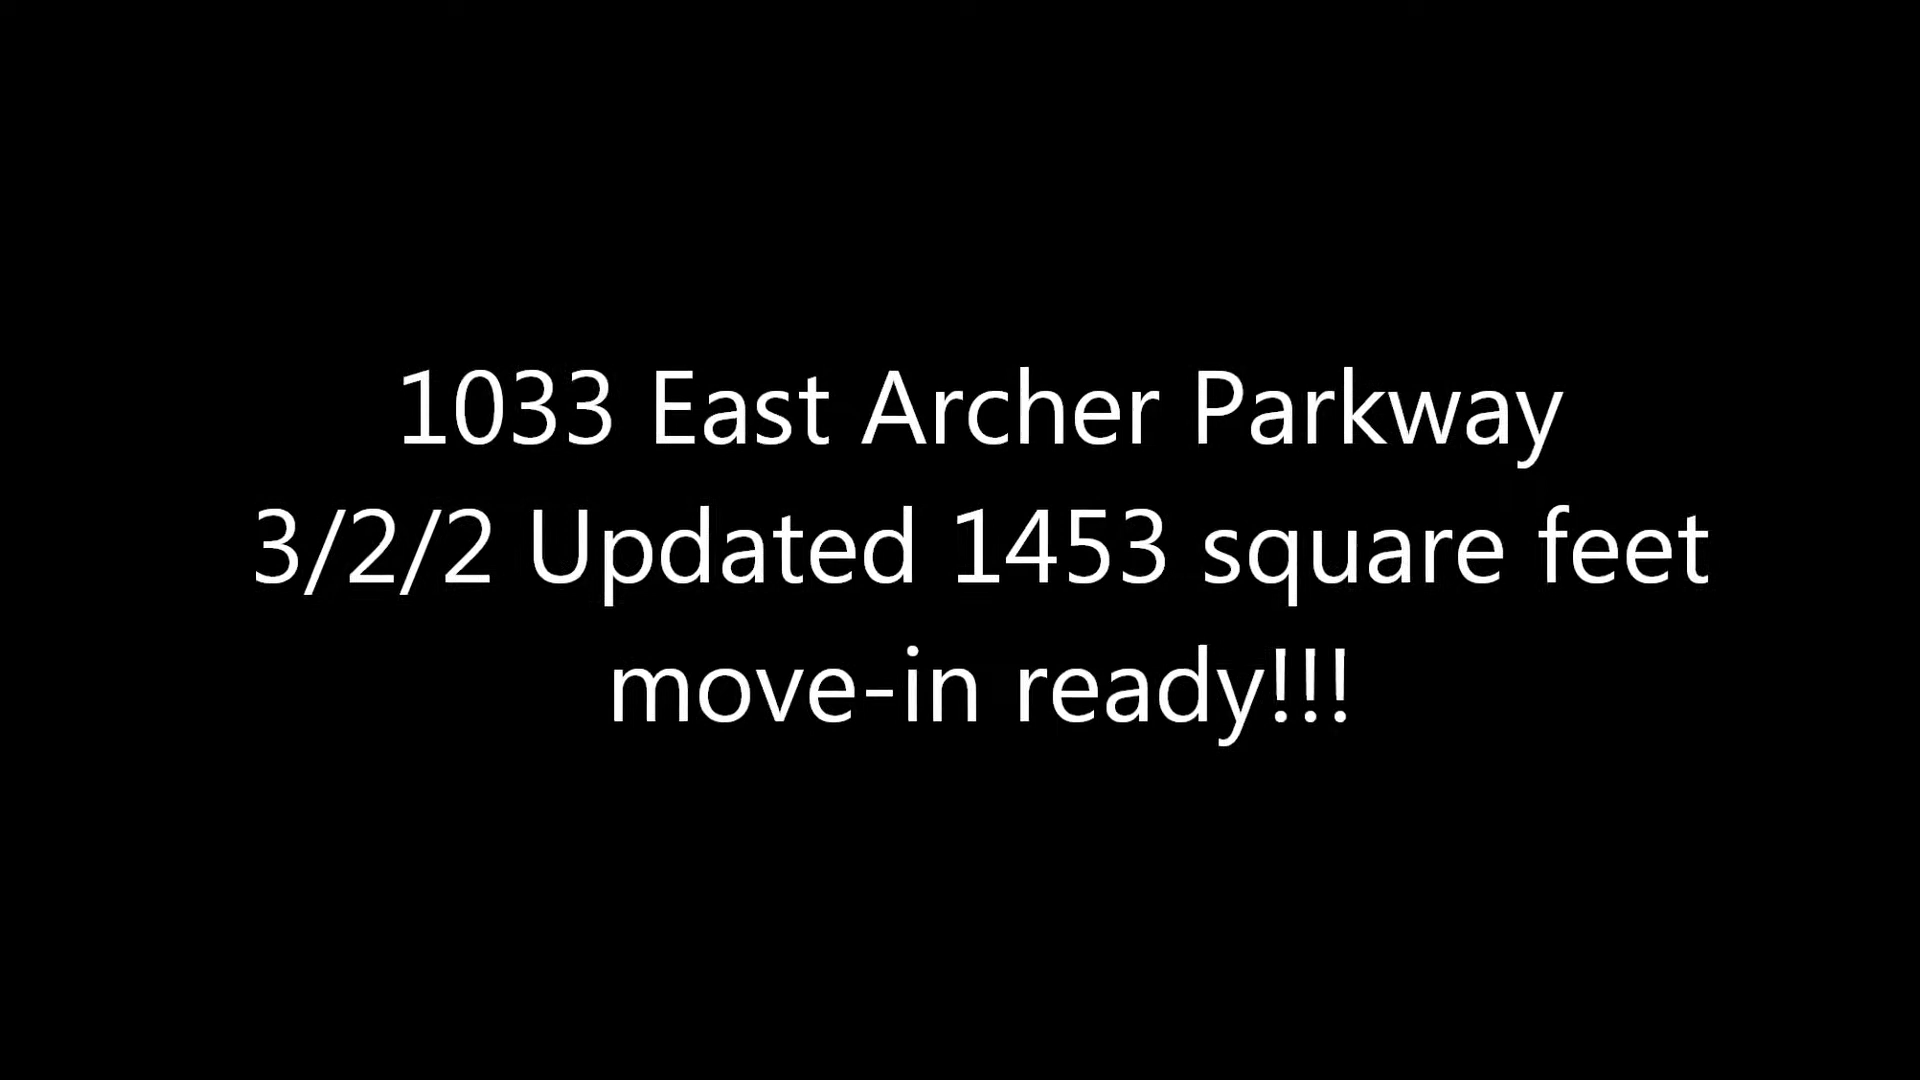 1033 East Archer Parkway
3/2/2 Updated 1453 square feet
move-in ready!!!